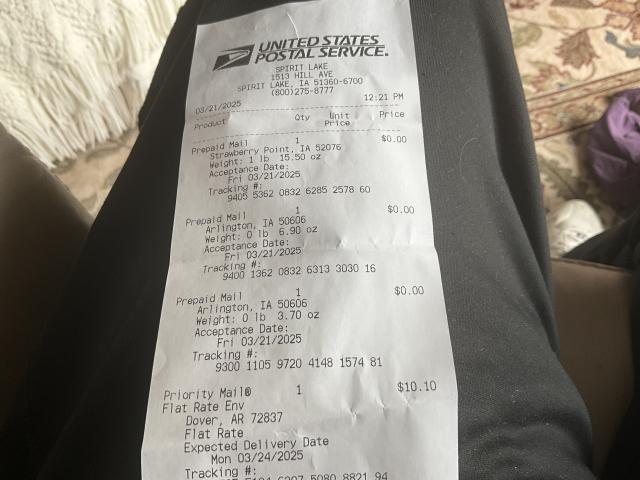 UNITED STATES
POSTAL SERVICE.
SPIRIT LAKE
1513 HILL AVE
SPIRIT LAKE, IA 51360-6700
(800)275-8777
03/21/2025 12:21 PM
Product Qty Unit Price
Price
Prepaid Mail 1 $0.00
Strawberry Point, IA 52076
Weight: 1 lb 15.50 oz
Acceptance Date:
Fri 03/21/2025
Tracking #:
9405 5362 0832 6285 2578 60
Prepaid Mail 1 $0.00
Arlington, IA 50606
Weight: 0 lb 6.90 oz
Acceptance Date:
Fri 03/21/2025
Tracking #:
9400 1362 0832 6313 3030 16
Prepaid Mail 1 $0.00
Arlington, IA 50606
Weight: 0 lb 3.70 oz
Acceptance Date:
Fri 03/21/2025
Tracking #:
9300 1105 9720 4148 1574 81
Priority Mail® 1 $10.10
Flat Rate Env
Dover, AR 72837
Flat Rate
Expected Delivery Date
Mon 03/24/2025
Tracking #:
5080 8821 94